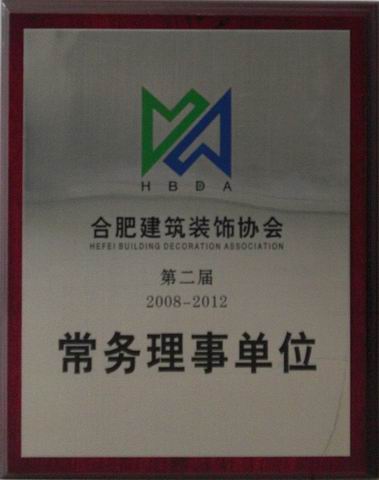 HBDA
合肥建筑装饰协会
HEFEI BUILDING DECORATION ASSOCIATION
第二届
2008-2012
常务理事单位